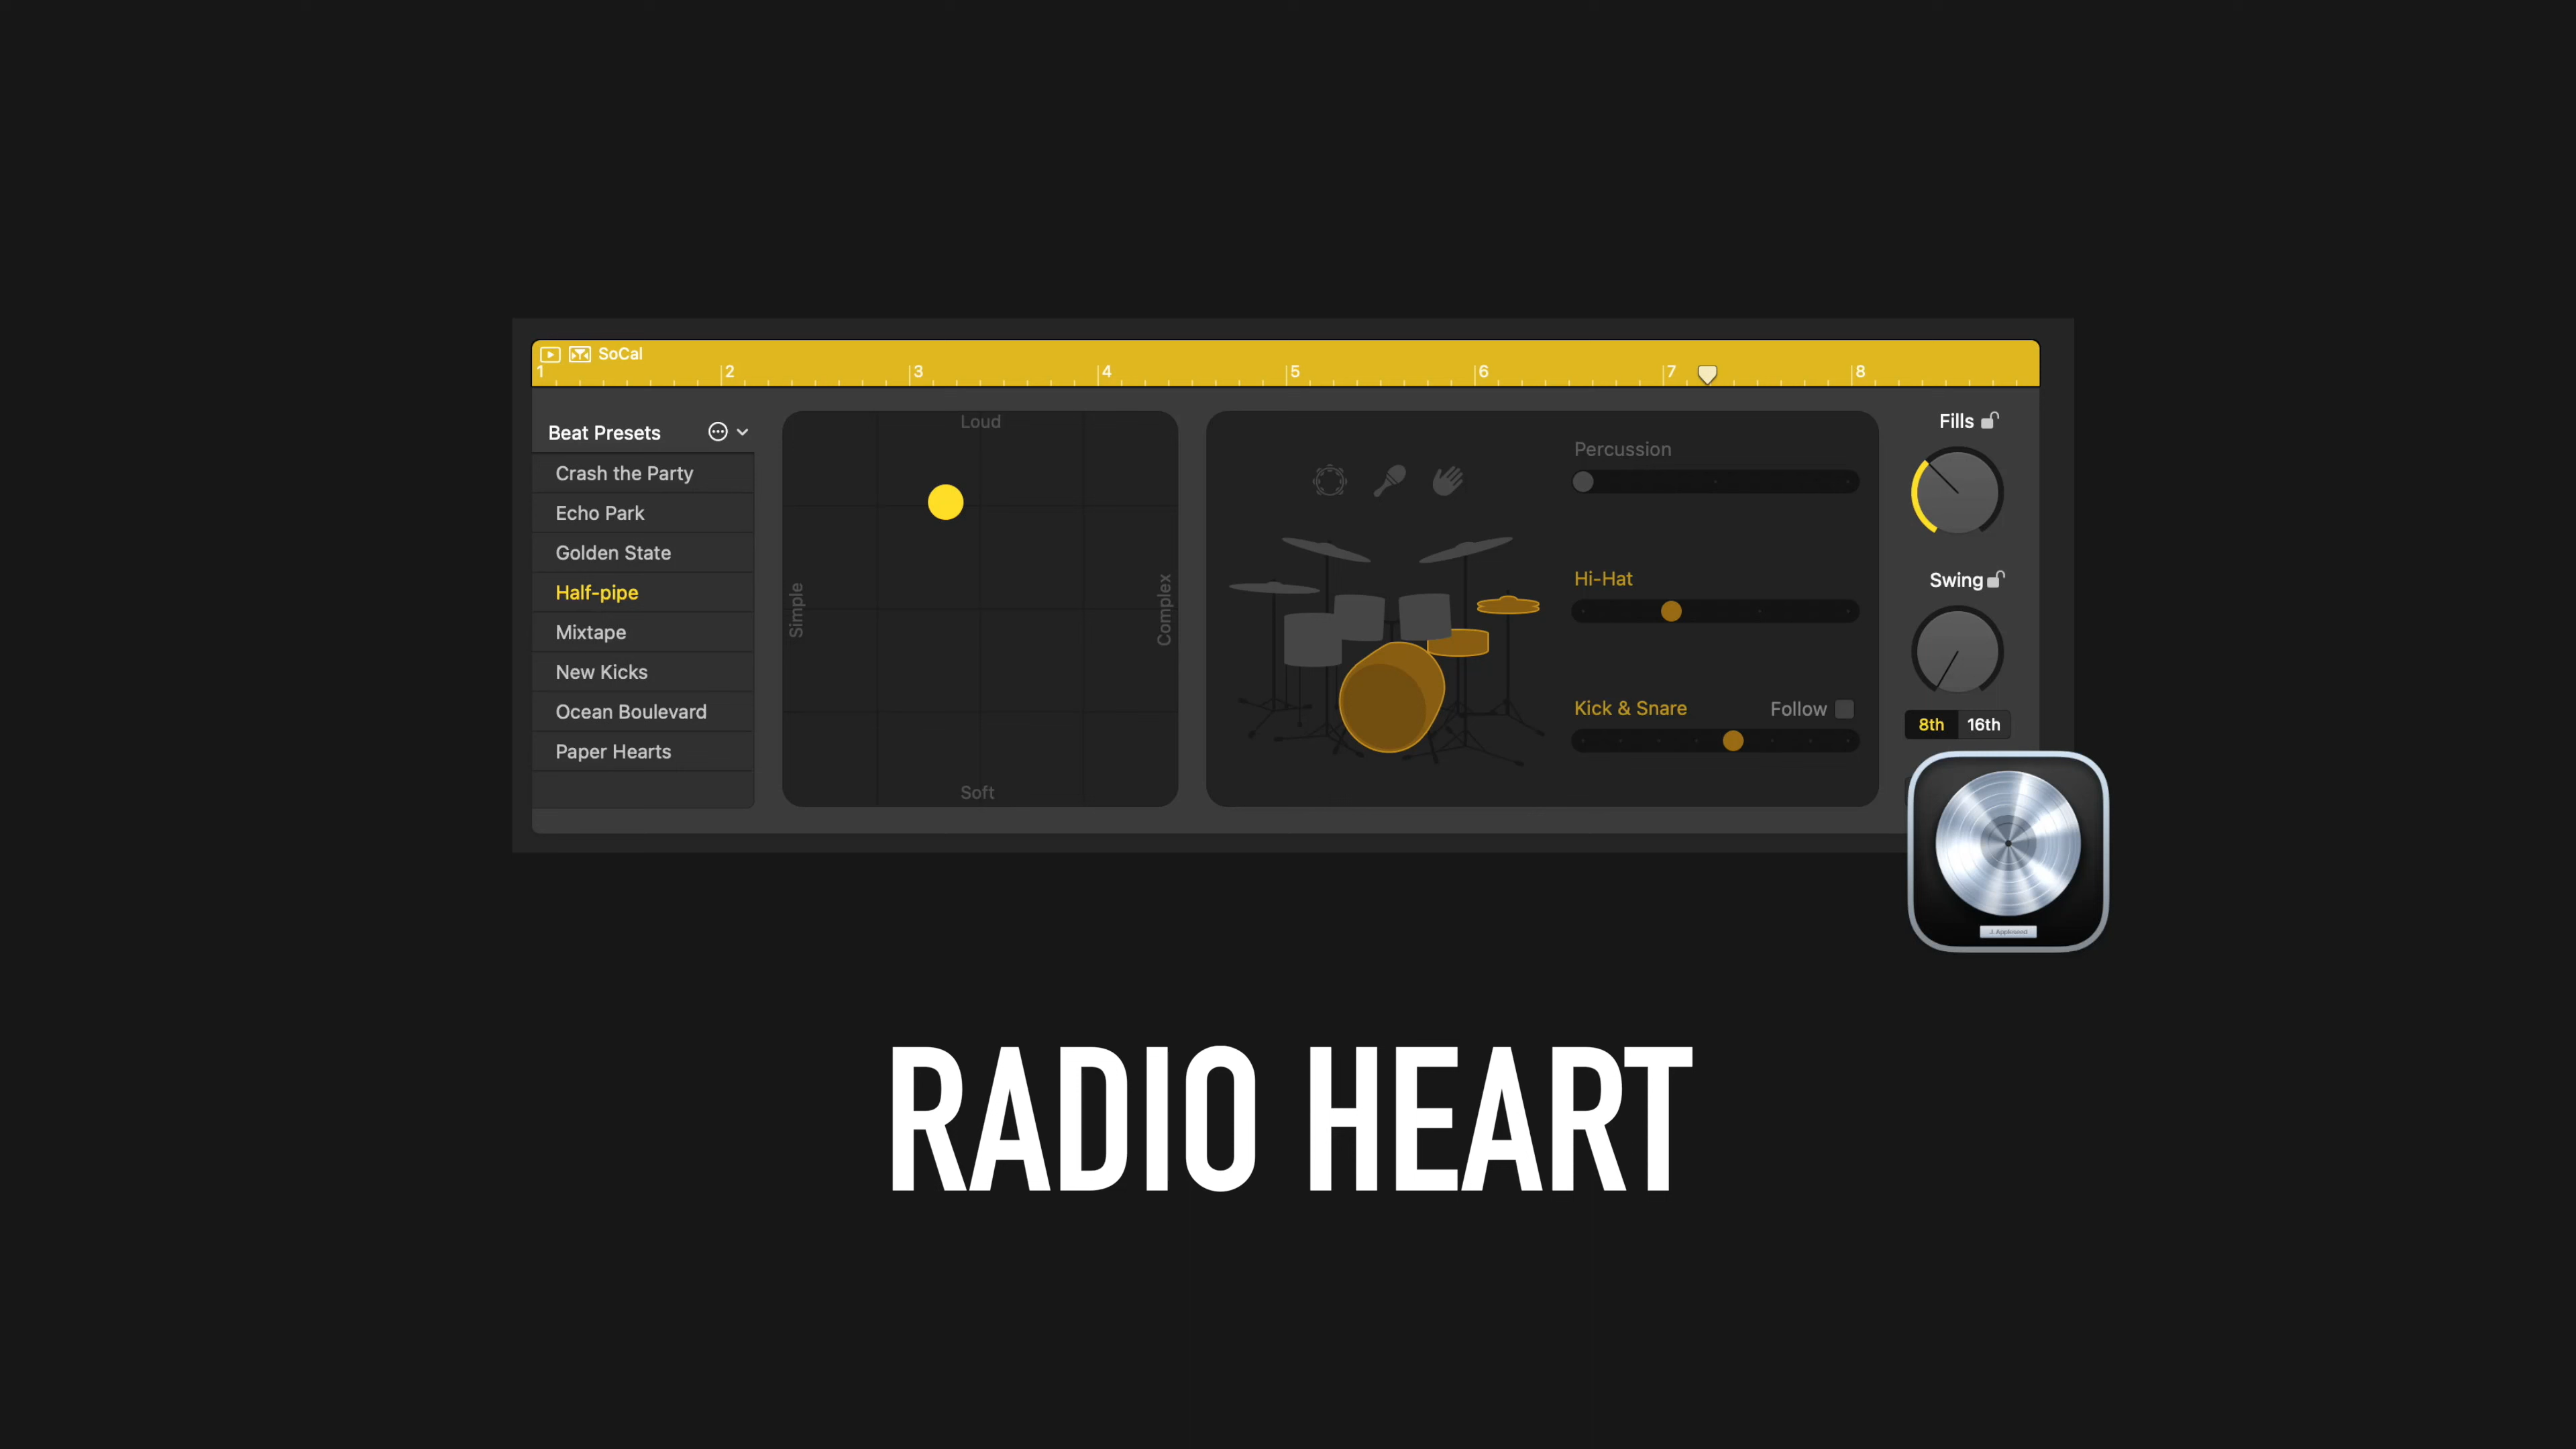 SoCal
1 2 3 4 5 6 7 8
Beat Presets
Crash the Party
Echo Park
Golden State
Half-pipe
Mixtape
New Kicks
Ocean Boulevard
Paper Hearts
Loud
Simple
Complex
Soft
Percussion
Hi-Hat
Kick & Snare Follow
Fills
Swing
8th 16th
J. Appleseed
RADIO HEART